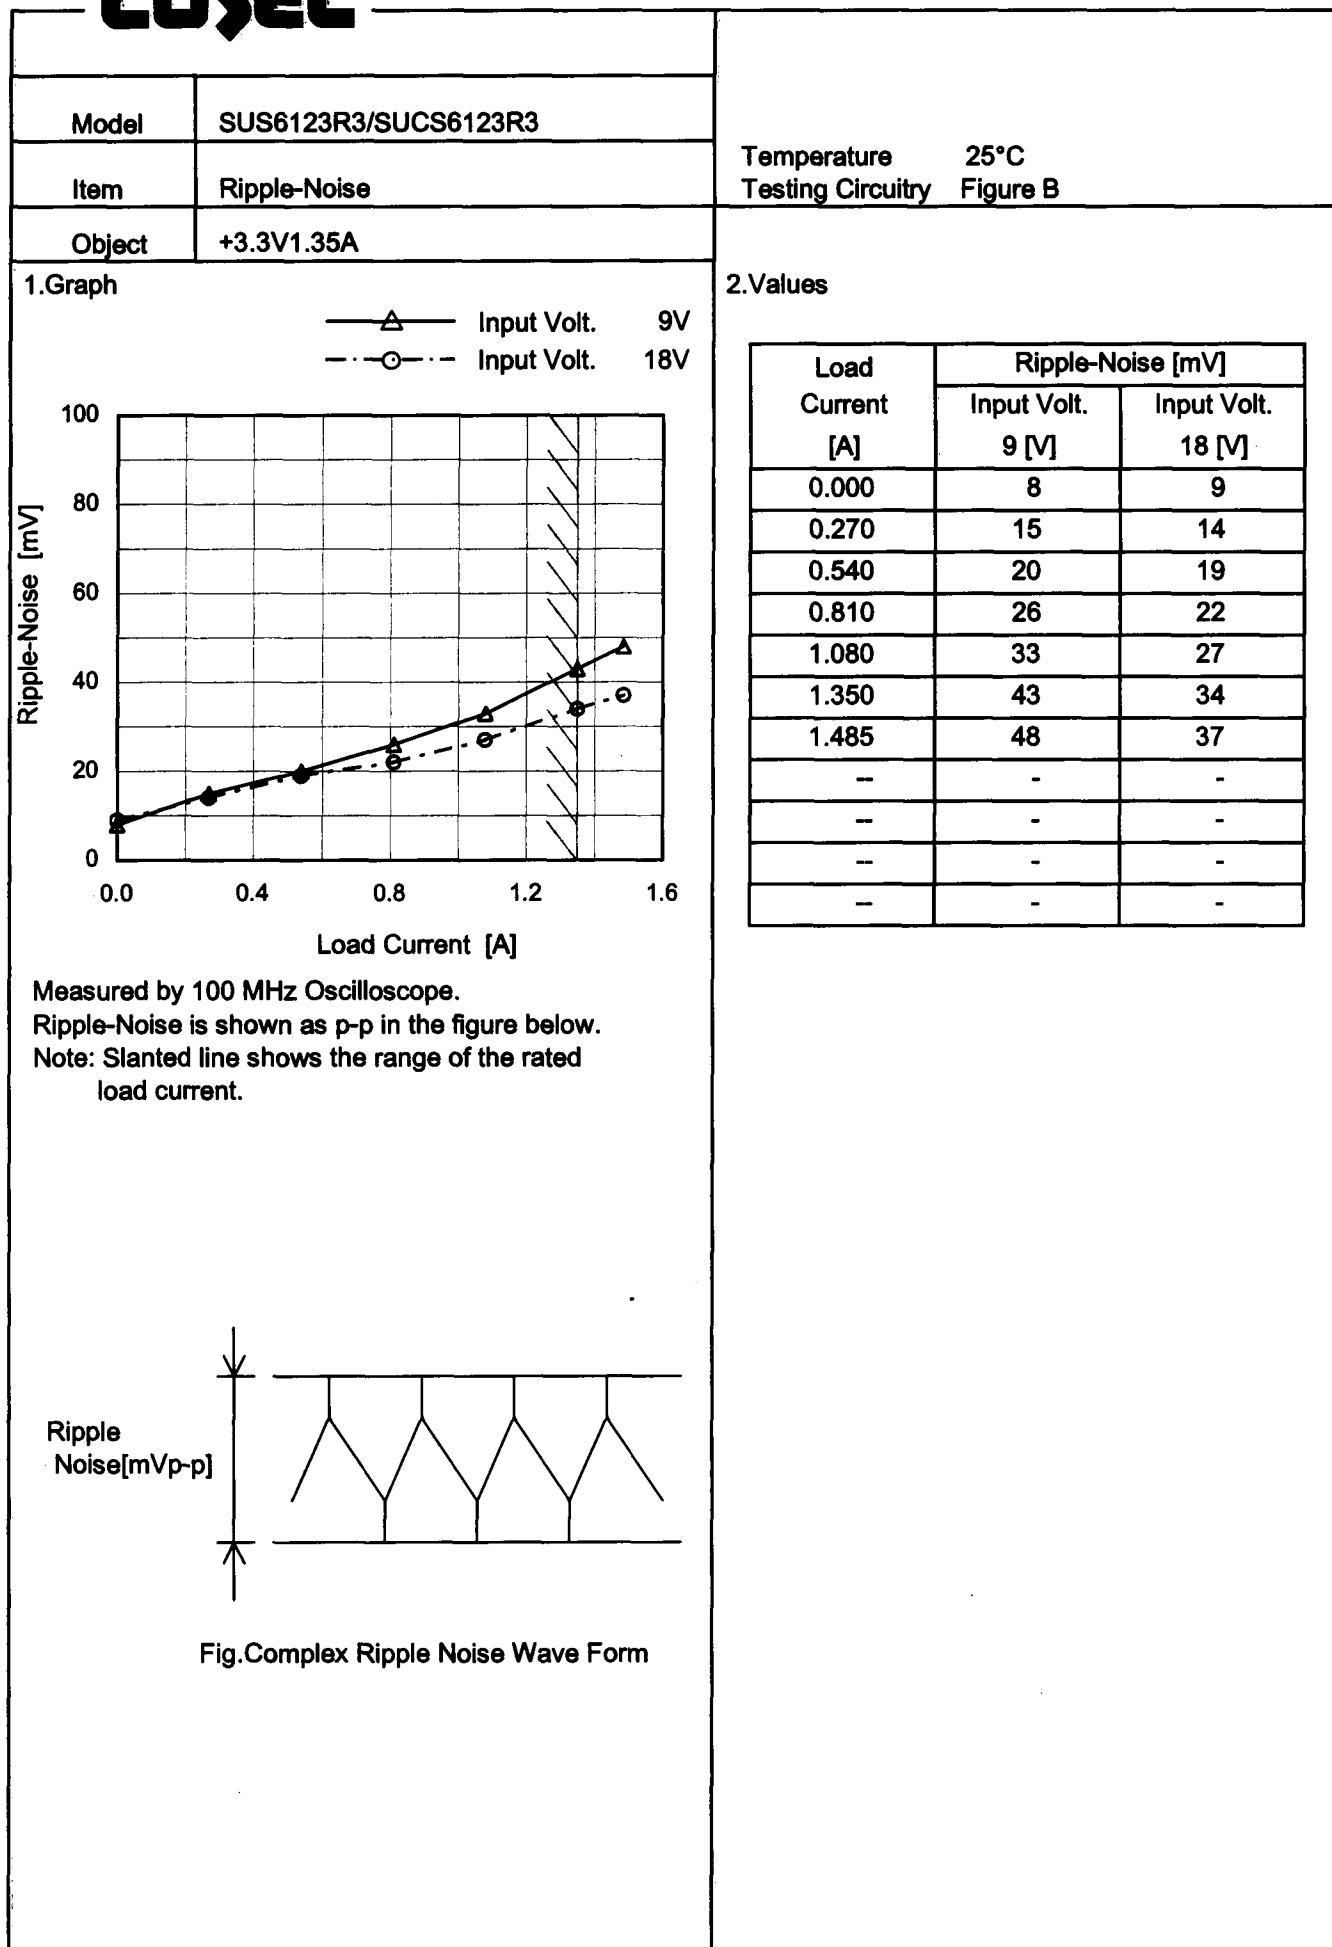 COSEL
Model SUS6123R3/SUCS6123R3
Item Ripple-Noise
Object +3.3V1.35A
Temperature 25°C
Testing Circuitry Figure B
1.Graph
Input Volt. 9V
Input Volt. 18V
Ripple-Noise [mV]
100
80
60
40
20
0
0.0 0.4 0.8 1.2 1.6
Load Current [A]
Measured by 100 MHz Oscilloscope.
Ripple-Noise is shown as p-p in the figure below.
Note: Slanted line shows the range of the rated
load current.
Ripple
Noise[mVp-p]
Fig.Complex Ripple Noise Wave Form
2.Values
Load Ripple-Noise [mV]
Current Input Volt. Input Volt.
[A] 9 [V] 18 [V]
0.000 8 9
0.270 15 14
0.540 20 19
0.810 26 22
1.080 33 27
1.350 43 34
1.485 48 37
-- - -
-- - -
-- - -
-- - -